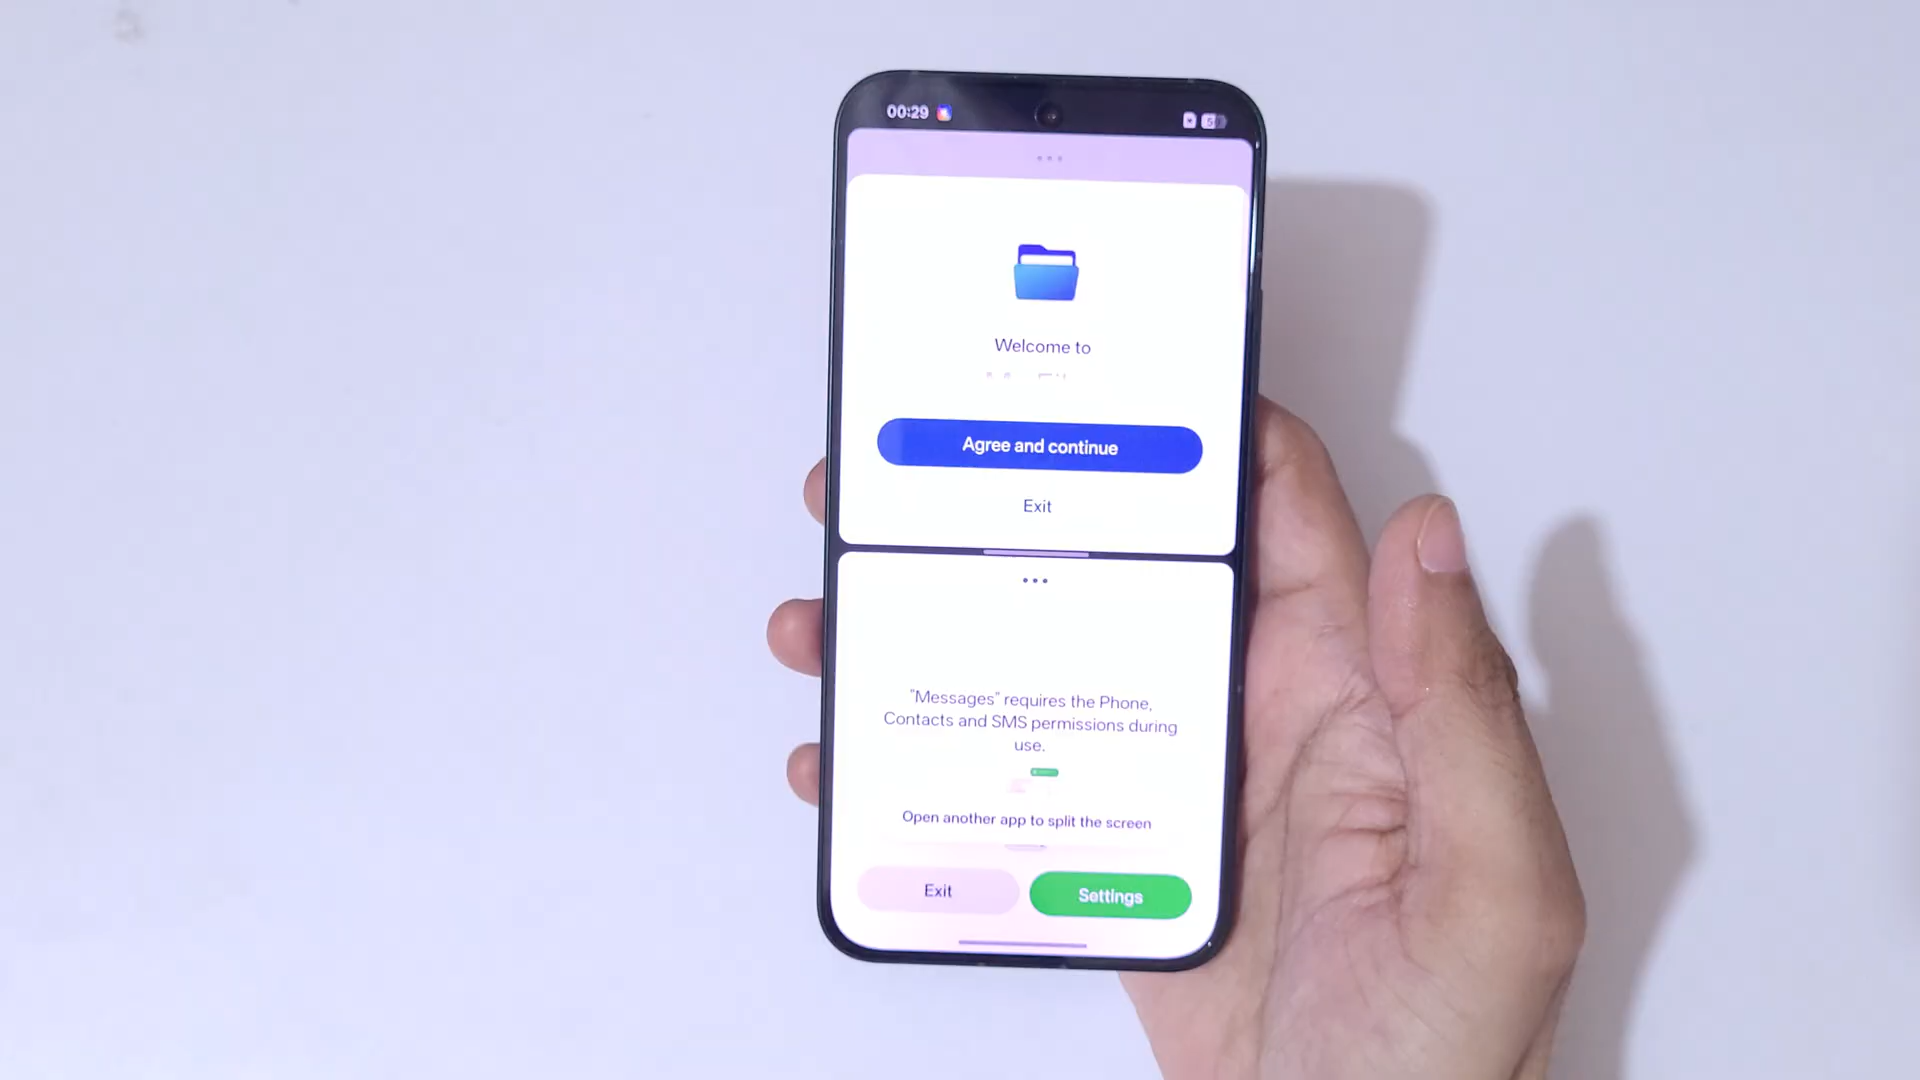 00:29
Welcome to
Agree and continue
Exit
"Messages" requires the Phone,
Contacts and SMS permissions during
use.
Open another app to split the screen
Exit
Settings